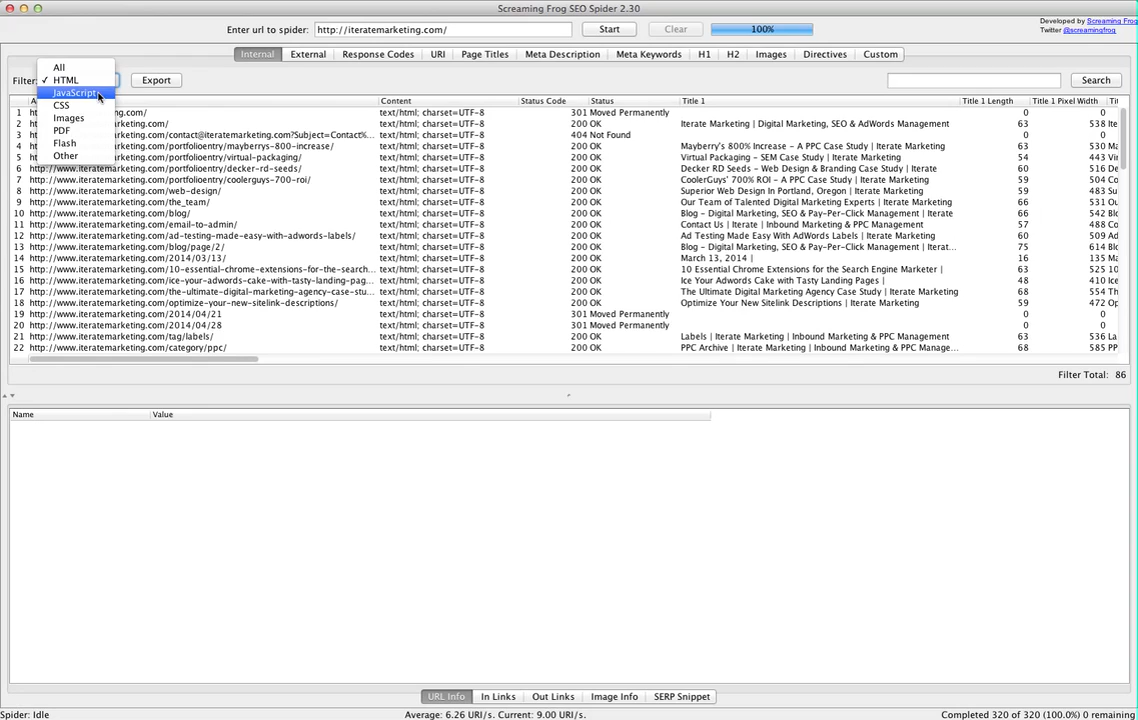 Screaming Frog SEO Spider 2.30
Enter url to spider: http://iteratemarketing.com/ Start Clear 100%
Developed by Screaming Frog
Twitter @screamingfrog
Internal External Response Codes URI Page Titles Meta Description Meta Keywords H1 H2 Images Directives Custom
Filter: Export Search
All
✓ HTML
JavaScript
CSS
Images
PDF
Flash
Other
Content Status Code Status Title 1 Title 1 Length Title 1 Pixel Width
1 text/html; charset=UTF-8 301 Moved Permanently 0 0
2 text/html; charset=UTF-8 200 OK Iterate Marketing | Digital Marketing, SEO & AdWords Management 63 538 Ite
3 .iteratemarketing.com/contact@iteratemarketing.com?Subject=Contact%... text/html; charset=UTF-8 404 Not Found 0 0
4 .iteratemarketing.com/portfolioentry/mayberrys-800-increase/ text/html; charset=UTF-8 200 OK Mayberry's 800% Increase – A PPC Case Study | Iterate Marketing 63 530 Ma
5 .iteratemarketing.com/portfolioentry/virtual-packaging/ text/html; charset=UTF-8 200 OK Virtual Packaging – SEM Case Study | Iterate Marketing 54 443 Vir
6 http://www.iteratemarketing.com/portfolioentry/decker-rd-seeds/ text/html; charset=UTF-8 200 OK Decker RD Seeds – Web Design & Branding Case Study | Iterate 60 516 De
7 http://www.iteratemarketing.com/portfolioentry/coolerguys-700-roi/ text/html; charset=UTF-8 200 OK CoolerGuys' 700% ROI – A PPC Case Study | Iterate Marketing 59 504 Co
8 http://www.iteratemarketing.com/web-design/ text/html; charset=UTF-8 200 OK Superior Web Design In Portland, Oregon | Iterate Marketing 59 483 Su
9 http://www.iteratemarketing.com/the_team/ text/html; charset=UTF-8 200 OK Our Team of Talented Digital Marketing Experts | Iterate Marketing 66 531 Ou
10 http://www.iteratemarketing.com/blog/ text/html; charset=UTF-8 200 OK Blog – Digital Marketing, SEO & Pay-Per-Click Management | Iterate 66 542 Blo
11 http://www.iteratemarketing.com/email-to-admin/ text/html; charset=UTF-8 200 OK Contact Us | Iterate | Inbound Marketing & PPC Management 57 488 Co
12 http://www.iteratemarketing.com/ad-testing-made-easy-with-adwords-labels/ text/html; charset=UTF-8 200 OK Ad Testing Made Easy With AdWords Labels | Iterate Marketing 60 509 Ad
13 http://www.iteratemarketing.com/blog/page/2/ text/html; charset=UTF-8 200 OK Blog – Digital Marketing, SEO & Pay-Per-Click Management | Iterat... 75 614 Blo
14 http://www.iteratemarketing.com/2014/03/13/ text/html; charset=UTF-8 200 OK March 13, 2014 | 16 135 Ma
15 http://www.iteratemarketing.com/10-essential-chrome-extensions-for-the-search... text/html; charset=UTF-8 200 OK 10 Essential Chrome Extensions for the Search Engine Marketer | 63 525 10
16 http://www.iteratemarketing.com/ice-your-adwords-cake-with-tasty-landing-pag... text/html; charset=UTF-8 200 OK Ice Your Adwords Cake with Tasty Landing Pages | 48 410 Ice
17 http://www.iteratemarketing.com/the-ultimate-digital-marketing-agency-case-stu... text/html; charset=UTF-8 200 OK The Ultimate Digital Marketing Agency Case Study | Iterate Marketing 68 554 Th
18 http://www.iteratemarketing.com/optimize-your-new-sitelink-descriptions/ text/html; charset=UTF-8 200 OK Optimize Your New Sitelink Descriptions | Iterate Marketing 59 472 Op
19 http://www.iteratemarketing.com/2014/04/21 text/html; charset=UTF-8 301 Moved Permanently 0 0
20 http://www.iteratemarketing.com/2014/04/28 text/html; charset=UTF-8 301 Moved Permanently 0 0
21 http://www.iteratemarketing.com/tag/labels/ text/html; charset=UTF-8 200 OK Labels | Iterate Marketing | Inbound Marketing & PPC Management 63 536 La
22 http://www.iteratemarketing.com/category/ppc/ text/html; charset=UTF-8 200 OK PPC Archive | Iterate Marketing | Inbound Marketing & PPC Manage... 68 585 PP
Filter Total: 86
Name Value
URL Info In Links Out Links Image Info SERP Snippet
Spider: Idle Average: 6.26 URI/s. Current: 9.00 URI/s. Completed 320 of 320 (100.0%) 0 remaining